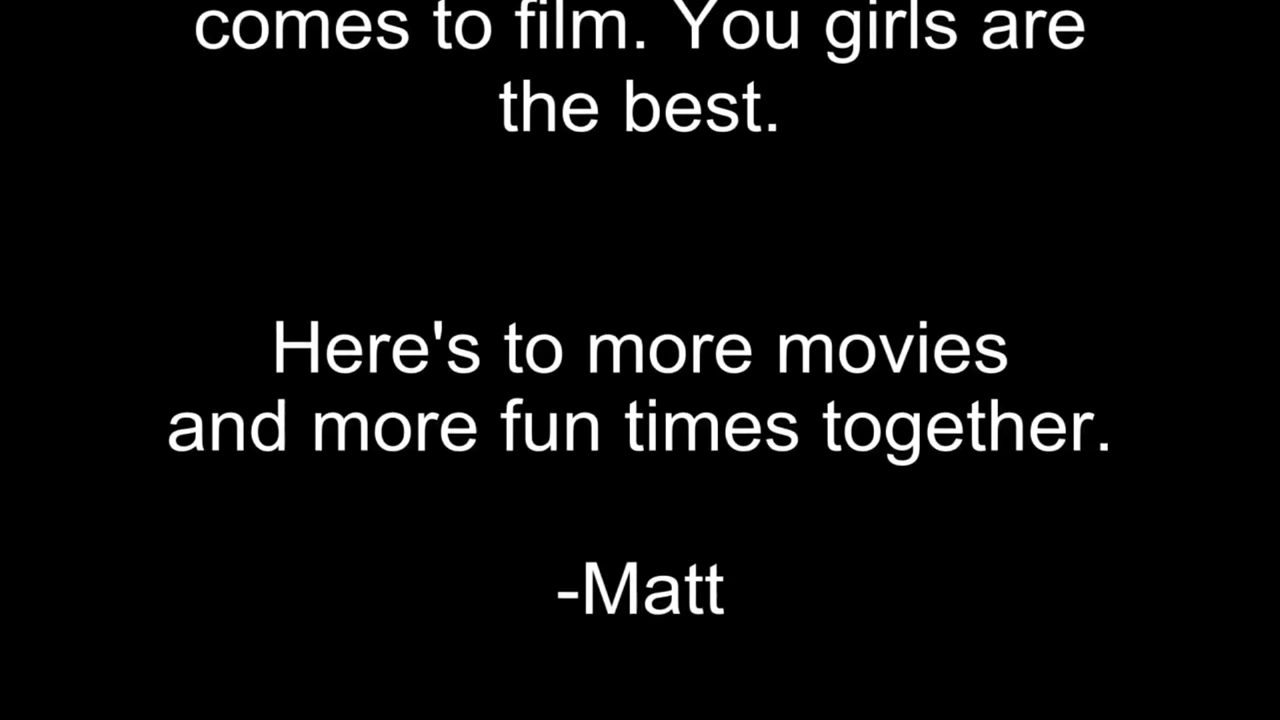 comes to film. You girls are
the best.
Here's to more movies
and more fun times together.
-Matt